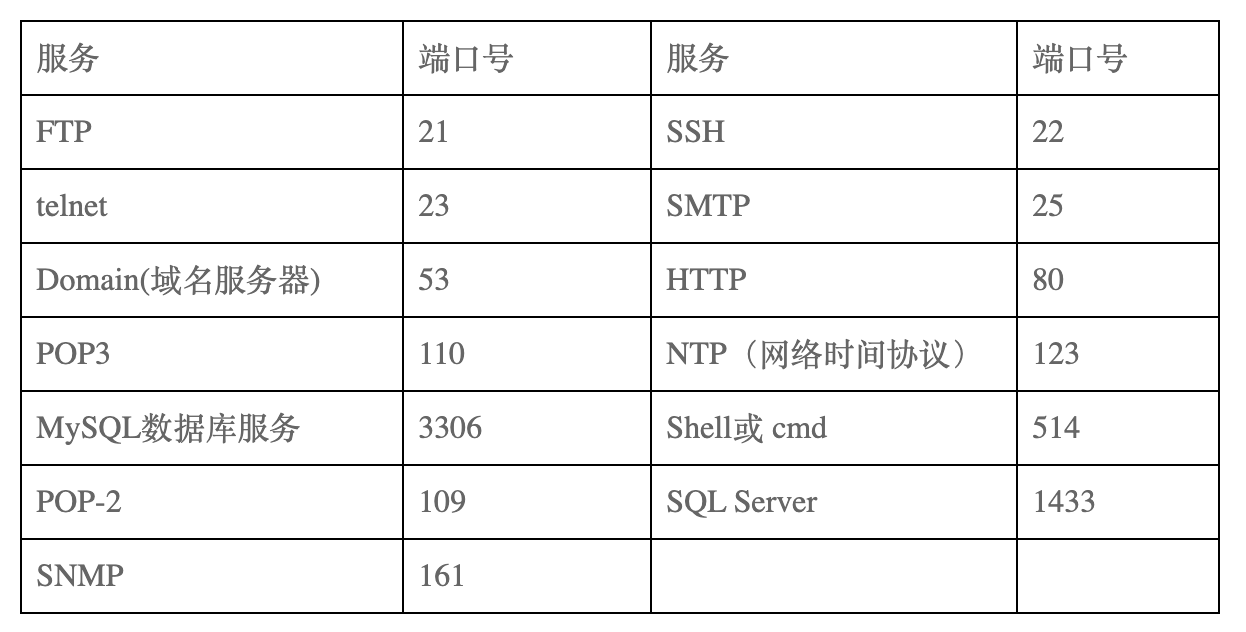 服务 端口号 服务 端口号
FTP 21 SSH 22
telnet 23 SMTP 25
Domain(域名服务器) 53 HTTP 80
POP3 110 NTP（网络时间协议） 123
MySQL数据库服务 3306 Shell或 cmd 514
POP-2 109 SQL Server 1433
SNMP 161